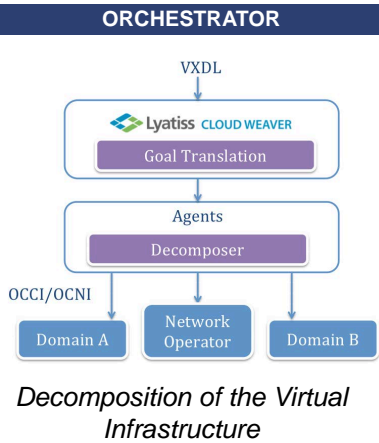 ORCHESTRATOR
VXDL
Lyatiss CLOUD WEAVER
Goal Translation
Agents
Decomposer
OCCI/OCNI
Domain A
Network
Operator
Domain B
Decomposition of the Virtual
Infrastructure